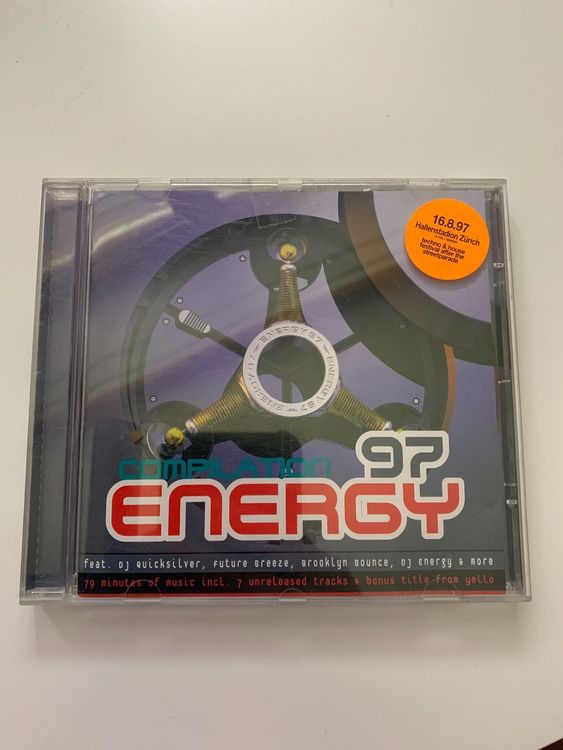 16.8.97
Hallenstadion Zürich
techno & house
festival after the
streetparade
ENERGY 97 – ENERGY 97 – ENERGY 97
97
COMPILATION
ENERGY
feat. DJ Quicksilver, Future Breeze, Brooklyn Bounce, DJ Energy & more
79 minutes of music incl. 7 unreleased tracks & bonus title from yello